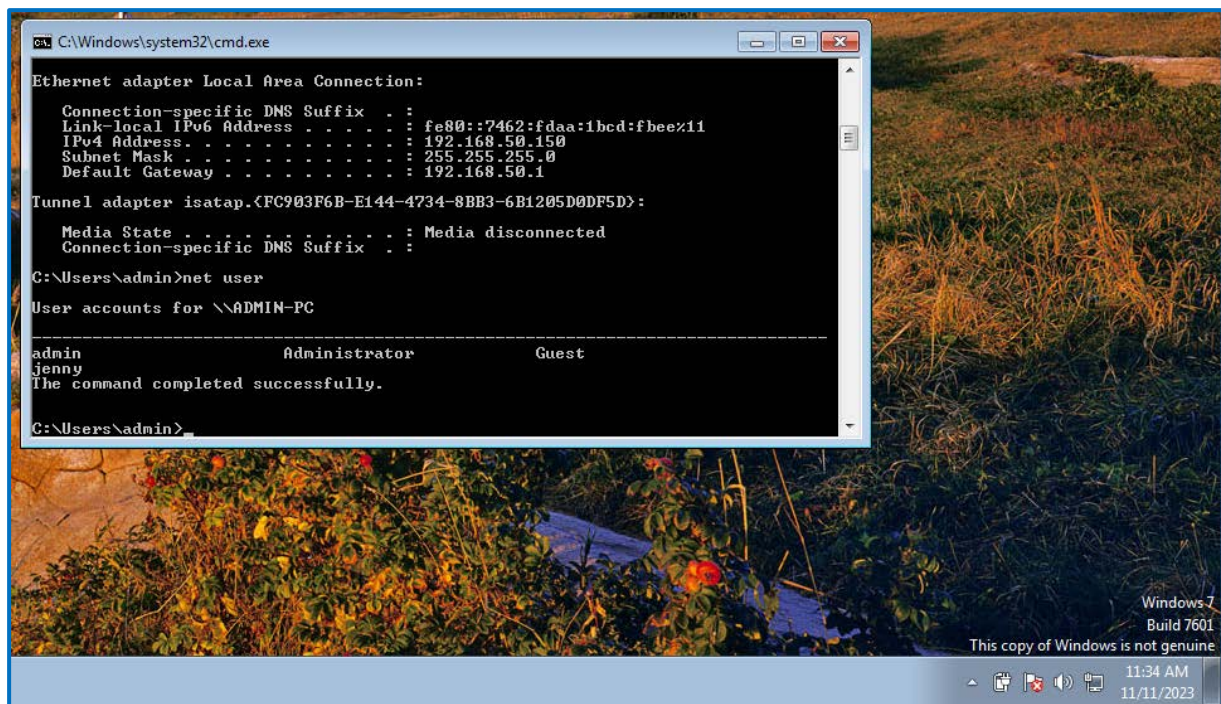 C:\Windows\system32\cmd.exe
Ethernet adapter Local Area Connection:
Connection-specific DNS Suffix . :
Link-local IPv6 Address . . . . . : fe80::7462:fdaa:1bcd:fbee%11
IPv4 Address. . . . . . . . . . . : 192.168.50.150
Subnet Mask . . . . . . . . . . . : 255.255.255.0
Default Gateway . . . . . . . . . : 192.168.50.1
Tunnel adapter isatap.{FC903F6B-E144-4734-8BB3-6B1205D0DF5D}:
Media State . . . . . . . . . . . : Media disconnected
Connection-specific DNS Suffix . :
C:\Users\admin>net user
User accounts for \\ADMIN-PC
-------------------------------------------------------------------------------
admin Administrator Guest
jenny
The command completed successfully.
C:\Users\admin>_
Windows 7
Build 7601
This copy of Windows is not genuine
11:34 AM
11/11/2023